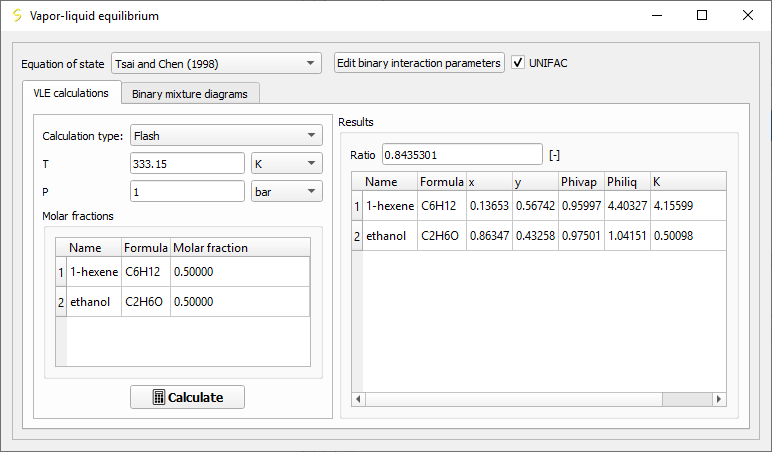 Vapor-liquid equilibrium
Equation of state Tsai and Chen (1998) Edit binary interaction parameters UNIFAC
VLE calculations Binary mixture diagrams
Calculation type: Flash
T 333.15 K
P 1 bar
Molar fractions
Name Formula Molar fraction
1 1-hexene C6H12 0.50000
2 ethanol C2H6O 0.50000
Calculate
Results
Ratio 0.8435301 [-]
Name Formula x y Phivap Philiq K
1 1-hexene C6H12 0.13653 0.56742 0.95997 4.40327 4.15599
2 ethanol C2H6O 0.86347 0.43258 0.97501 1.04151 0.50098